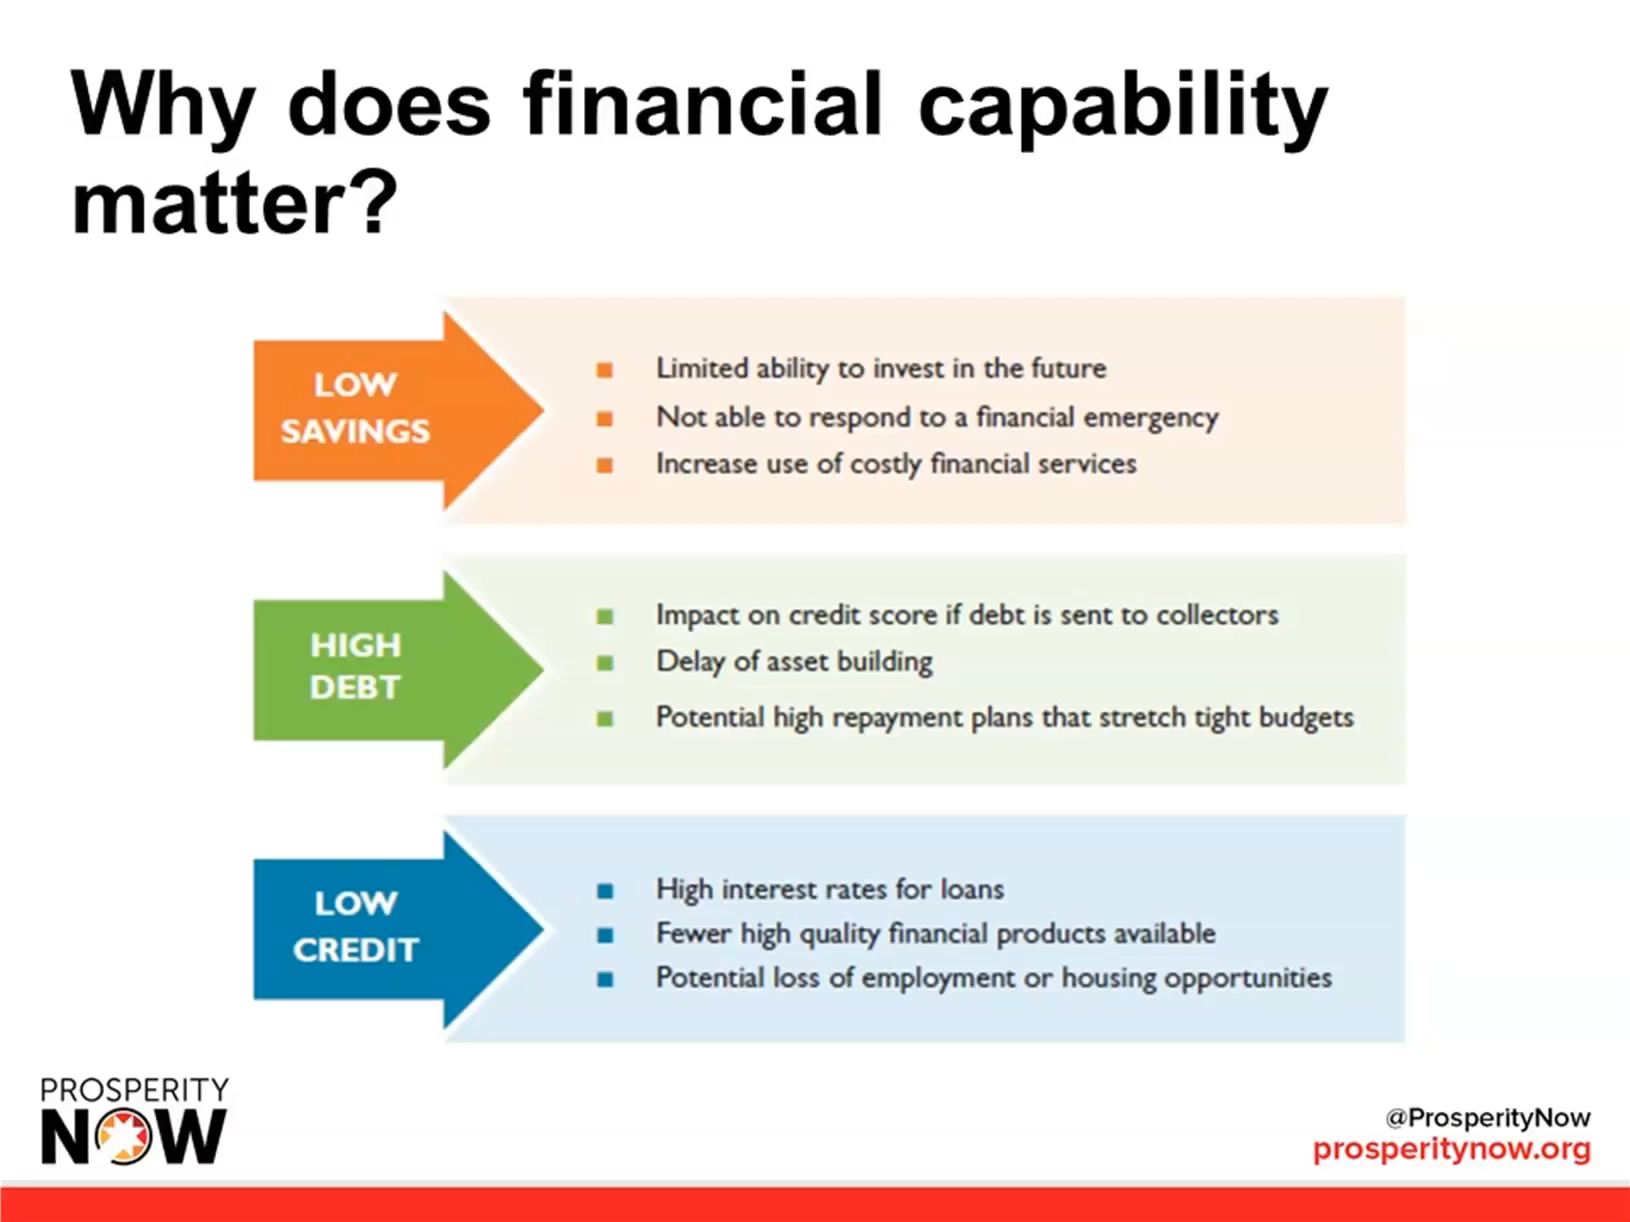 Why does financial capability
matter?
LOW
SAVINGS
Limited ability to invest in the future
Not able to respond to a financial emergency
Increase use of costly financial services
HIGH
DEBT
Impact on credit score if debt is sent to collectors
Delay of asset building
Potential high repayment plans that stretch tight budgets
LOW
CREDIT
High interest rates for loans
Fewer high quality financial products available
Potential loss of employment or housing opportunities
PROSPERITY
NOW
@ProsperityNow
prosperitynow.org